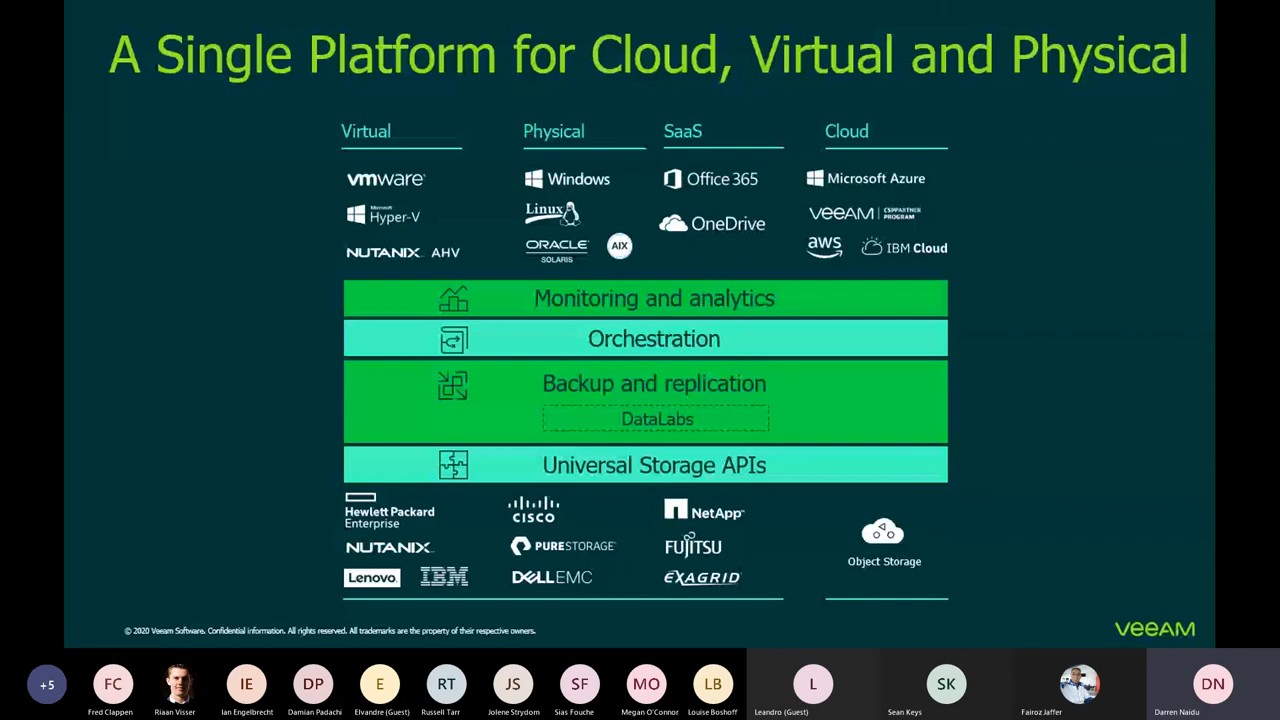 A Single Platform for Cloud, Virtual and Physical
Virtual
Physical
SaaS
Cloud
vmware®
Windows
Office 365
Microsoft Azure
Microsoft
Hyper-V
Linux
OneDrive
VEEAM | CSP PARTNER
PROGRAM
NUTANIX AHV
ORACLE
SOLARIS
AIX
aws
IBM Cloud
Monitoring and analytics
Orchestration
Backup and replication
DataLabs
Universal Storage APIs
Hewlett Packard
Enterprise
CISCO
NetApp
NUTANIX
PURESTORAGE®
FUJITSU
Object Storage
Lenovo
IBM
DELLEMC
EXAGRID
© 2020 Veeam Software. Confidential information. All rights reserved. All trademarks are the property of their respective owners.
VEEAM
+5
FC
IE
DP
E
RT
JS
SF
MO
LB
L
SK
DN
Fred Clappen
Riaan Visser
Ian Engelbrecht
Damian Padachi
Elvandre (Guest)
Russell Tarr
Jolene Strydom
Sias Fouche
Megan O'Connor
Louise Boshoff
Leandro (Guest)
Sean Keys
Fairoz Jaffer
Darren Naidu